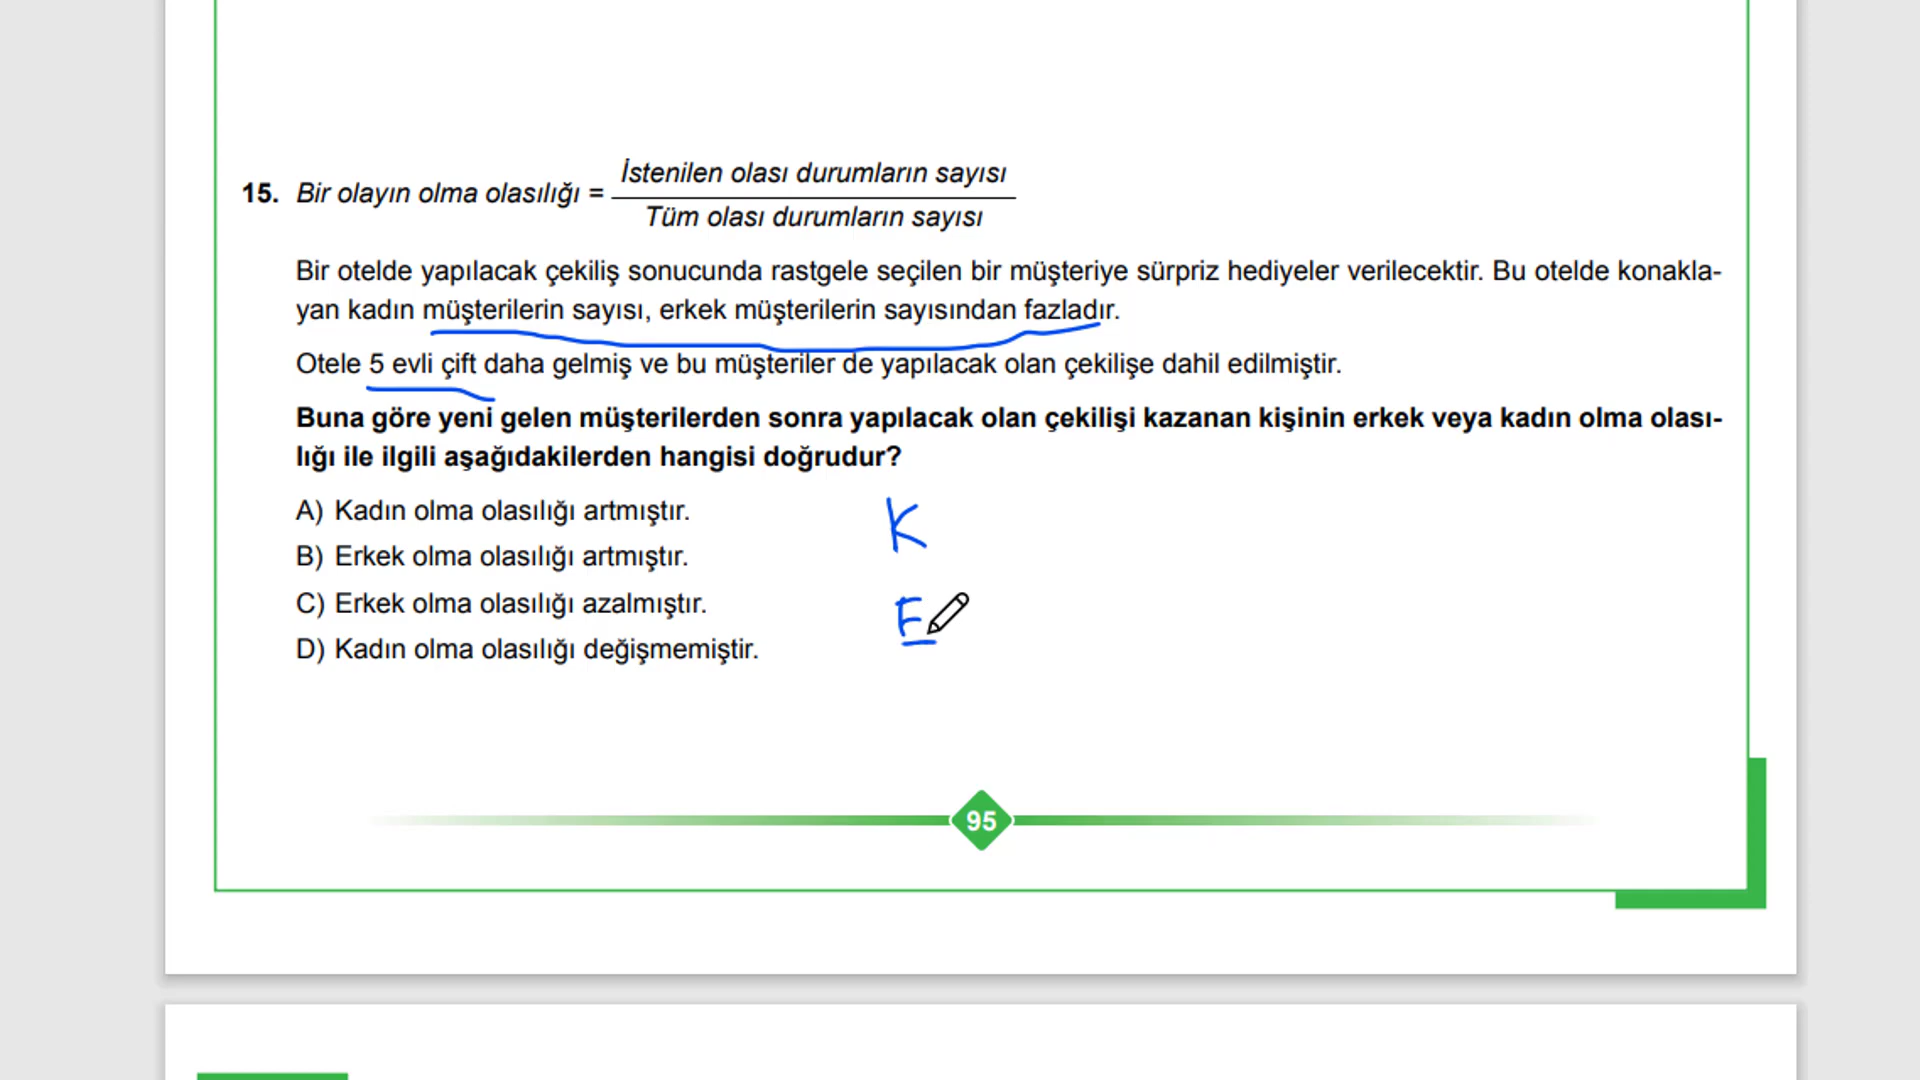 15. Bir olayın olma olasılığı = İstenilen olası durumların sayısı
Tüm olası durumların sayısı
Bir otelde yapılacak çekiliş sonucunda rastgele seçilen bir müşteriye sürpriz hediyeler verilecektir. Bu otelde konakla-
yan kadın müşterilerin sayısı, erkek müşterilerin sayısından fazladır.
Otele 5 evli çift daha gelmiş ve bu müşteriler de yapılacak olan çekilişe dahil edilmiştir.
Buna göre yeni gelen müşterilerden sonra yapılacak olan çekilişi kazanan kişinin erkek veya kadın olma olası-
lığı ile ilgili aşağıdakilerden hangisi doğrudur?
A) Kadın olma olasılığı artmıştır.
B) Erkek olma olasılığı artmıştır.
C) Erkek olma olasılığı azalmıştır.
D) Kadın olma olasılığı değişmemiştir.
K
E
95